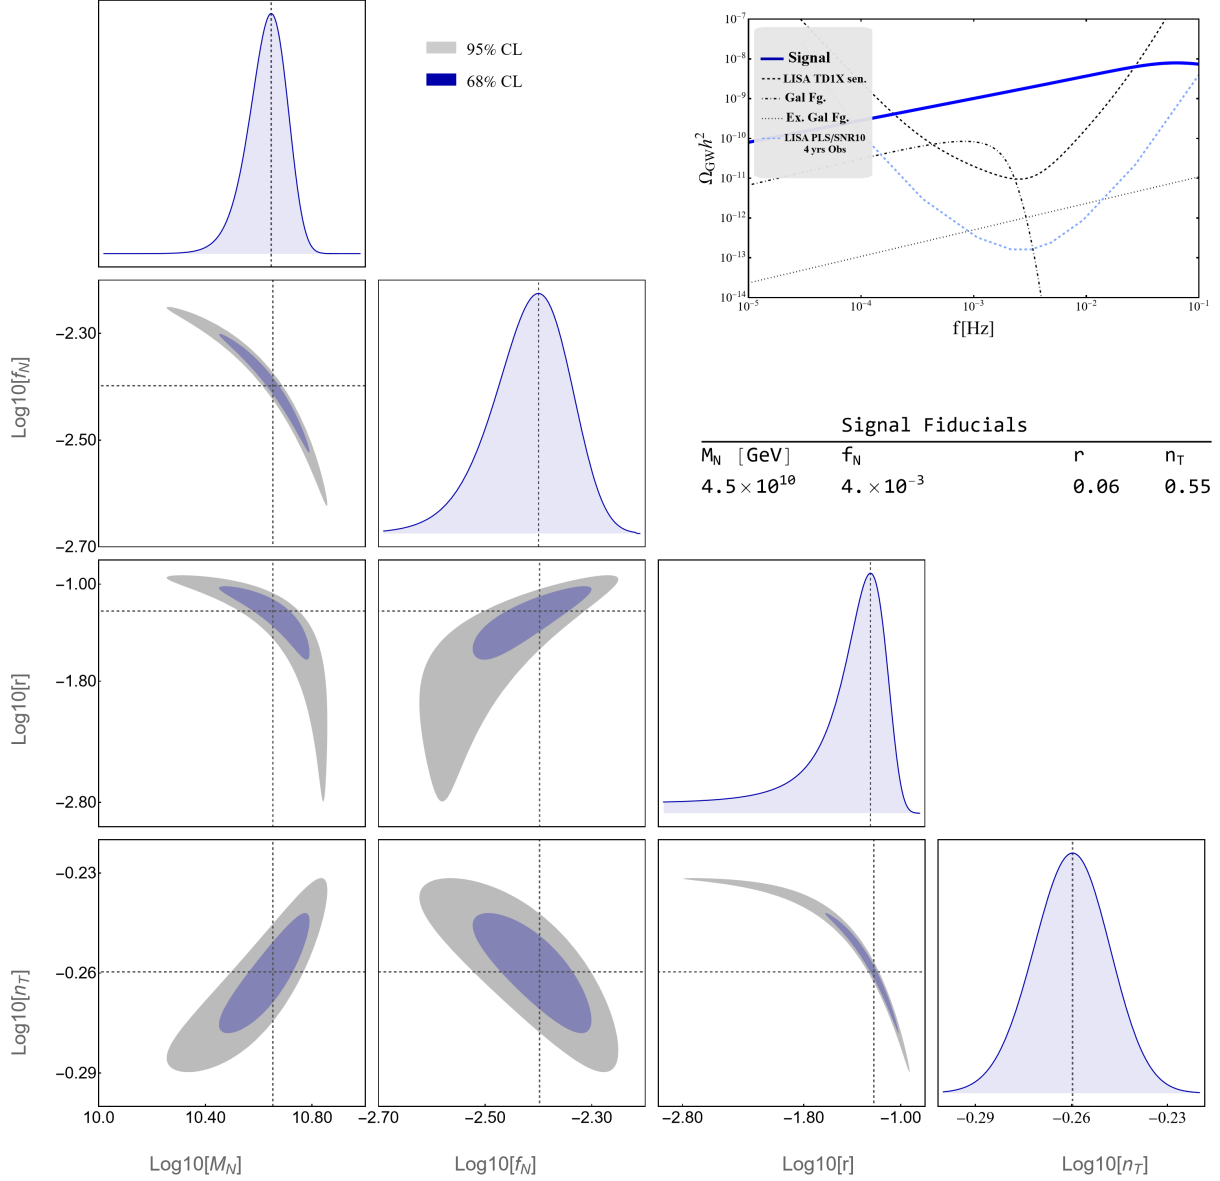 95% CL
68% CL
10^-7
10^-8
10^-9
10^-10
10^-11
10^-12
10^-13
10^-14
Ω_GW h^2
Signal
LISA TD1X sen.
Gal Fg.
Ex. Gal Fg.
LISA PLS/SNR10
4 yrs Obs
10^-5 10^-4 10^-3 10^-2 10^-1
f[Hz]
Signal Fiducials
M_N [GeV] f_N r n_T
4.5×10^10 4.×10^-3 0.06 0.55
Log10[f_N]
−2.30
−2.50
−2.70
Log10[r]
−1.00
−1.80
−2.80
Log10[n_T]
−0.23
−0.26
−0.29
10.0 10.40 10.80 −2.70 −2.50 −2.30 −2.80 −1.80 −1.00 −0.29 −0.26 −0.23
Log10[M_N] Log10[f_N] Log10[r] Log10[n_T]